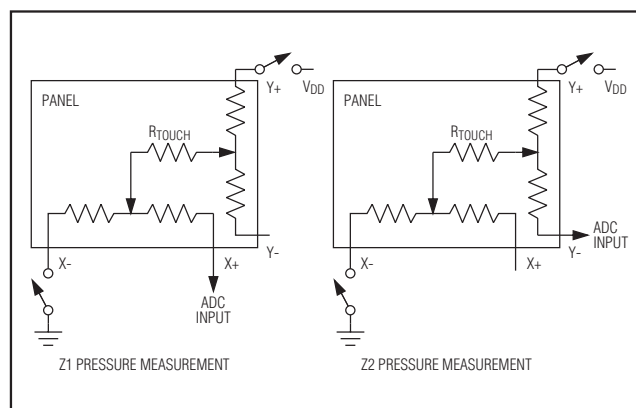 PANEL
RTOUCH
Y+
VDD
X-
X+
Y-
ADC
INPUT
Z1 PRESSURE MEASUREMENT
PANEL
RTOUCH
Y+
VDD
X-
X+
Y-
ADC
INPUT
Z2 PRESSURE MEASUREMENT